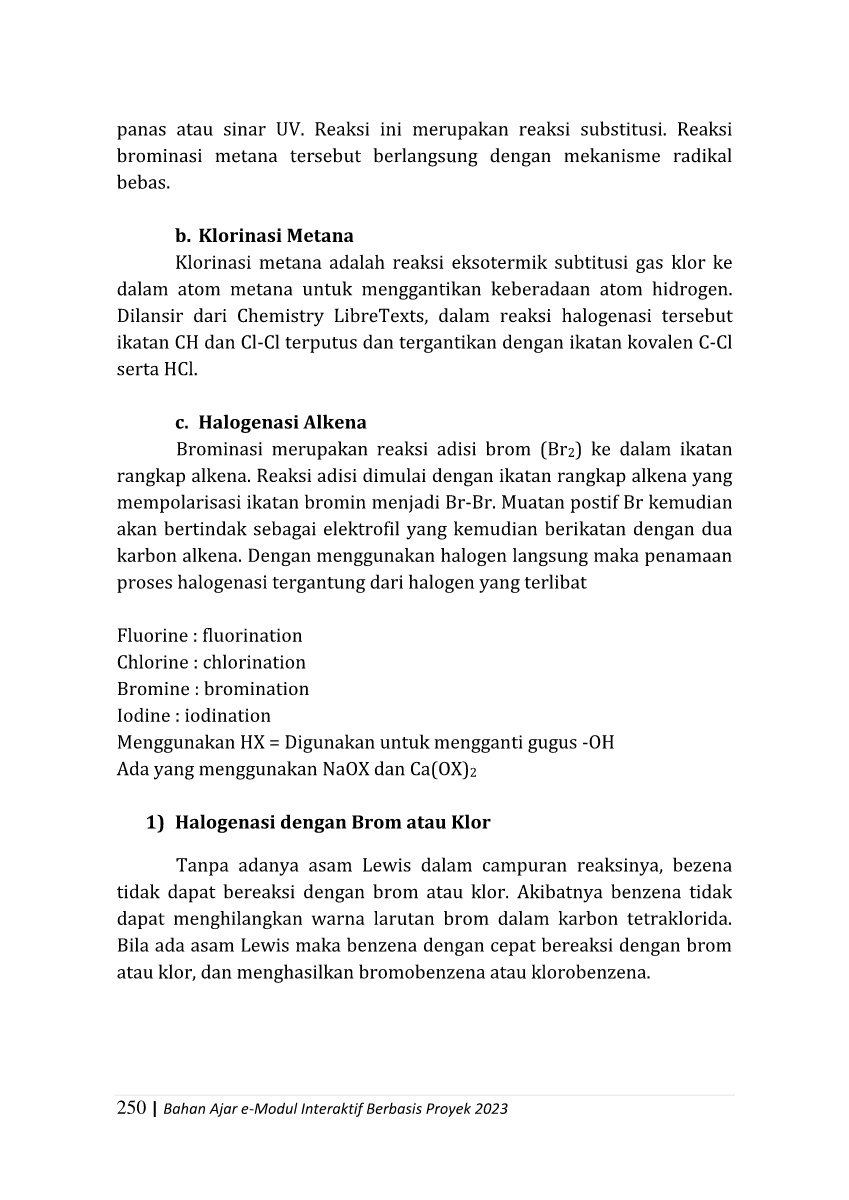 panas atau sinar UV. Reaksi ini merupakan reaksi substitusi. Reaksi
brominasi metana tersebut berlangsung dengan mekanisme radikal
bebas.
b. Klorinasi Metana
Klorinasi metana adalah reaksi eksotermik subtitusi gas klor ke
dalam atom metana untuk menggantikan keberadaan atom hidrogen.
Dilansir dari Chemistry LibreTexts, dalam reaksi halogenasi tersebut
ikatan CH dan Cl-Cl terputus dan tergantikan dengan ikatan kovalen C-Cl
serta HCl.
c. Halogenasi Alkena
Brominasi merupakan reaksi adisi brom (Br₂) ke dalam ikatan
rangkap alkena. Reaksi adisi dimulai dengan ikatan rangkap alkena yang
mempolarisasi ikatan bromin menjadi Br-Br. Muatan postif Br kemudian
akan bertindak sebagai elektrofil yang kemudian berikatan dengan dua
karbon alkena. Dengan menggunakan halogen langsung maka penamaan
proses halogenasi tergantung dari halogen yang terlibat
Fluorine : fluorination
Chlorine : chlorination
Bromine : bromination
Iodine : iodination
Menggunakan HX = Digunakan untuk mengganti gugus -OH
Ada yang menggunakan NaOX dan Ca(OX)₂
1) Halogenasi dengan Brom atau Klor
Tanpa adanya asam Lewis dalam campuran reaksinya, bezena
tidak dapat bereaksi dengan brom atau klor. Akibatnya benzena tidak
dapat menghilangkan warna larutan brom dalam karbon tetraklorida.
Bila ada asam Lewis maka benzena dengan cepat bereaksi dengan brom
atau klor, dan menghasilkan bromobenzena atau klorobenzena.
250 | Bahan Ajar e-Modul Interaktif Berbasis Proyek 2023